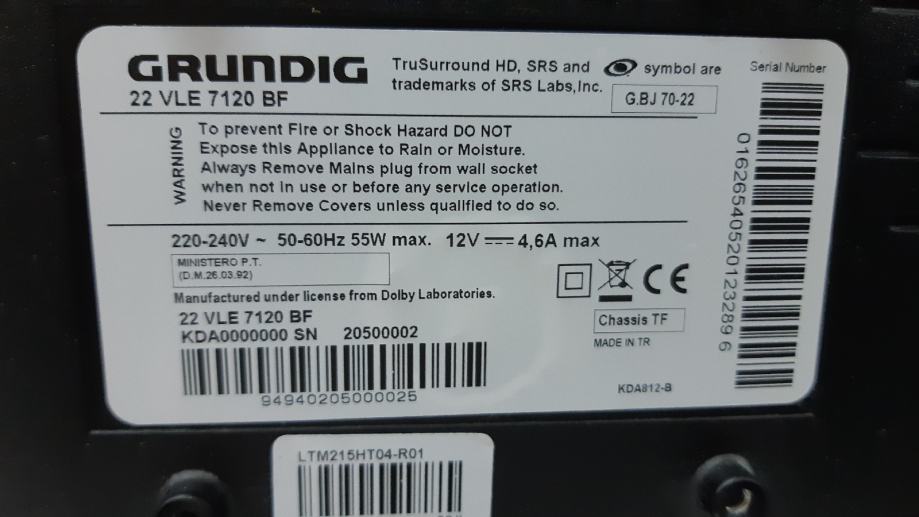 GRUNDIG
22 VLE 7120 BF
TruSurround HD, SRS and symbol are
trademarks of SRS Labs,Inc.
G.BJ 70-22
Serial Number
WARNING
To prevent Fire or Shock Hazard DO NOT
Expose this Appliance to Rain or Moisture.
Always Remove Mains plug from wall socket
when not in use or before any service operation.
Never Remove Covers unless qualified to do so.
220-240V ~ 50-60Hz 55W max. 12V ⎓ 4,6A max
MINISTERO P.T.
(D.M.26.03.92)
Manufactured under license from Dolby Laboratories.
22 VLE 7120 BF
KDA0000000 SN 20500002
94940205000025
CE
Chassis TF
MADE IN TR
KDA812-B
016265405201232896
LTM215HT04-R01